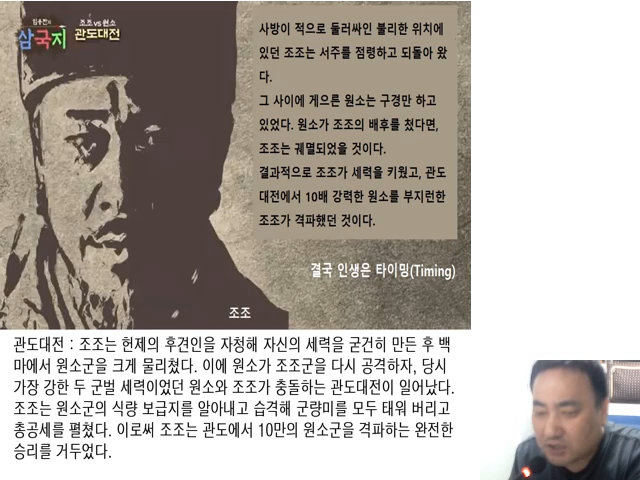 조조 vs 원소
삼국지
관도대전
사방이 적으로 둘러싸인 불리한 위치에
있던 조조는 서주를 점령하고 되돌아 왔
다.
그 사이에 게으른 원소는 구경만 하고
있었다. 원소가 조조의 배후를 쳤다면,
조조는 궤멸되었을 것이다.
결과적으로 조조가 세력을 키웠고, 관도
대전에서 10배 강력한 원소를 부지런한
조조가 격파했던 것이다.
결국 인생은 타이밍(Timing)
조조
관도대전 : 조조는 헌제의 후견인을 자청해 자신의 세력을 굳건히 만든 후 백
마에서 원소군을 크게 물리쳤다. 이에 원소가 조조군을 다시 공격하자, 당시
가장 강한 두 군벌 세력이었던 원소와 조조가 충돌하는 관도대전이 일어났다.
조조는 원소군의 식량 보급지를 알아내고 습격해 군량미를 모두 태워 버리고
총공세를 펼쳤다. 이로써 조조는 관도에서 10만의 원소군을 격파하는 완전한
승리를 거두었다.